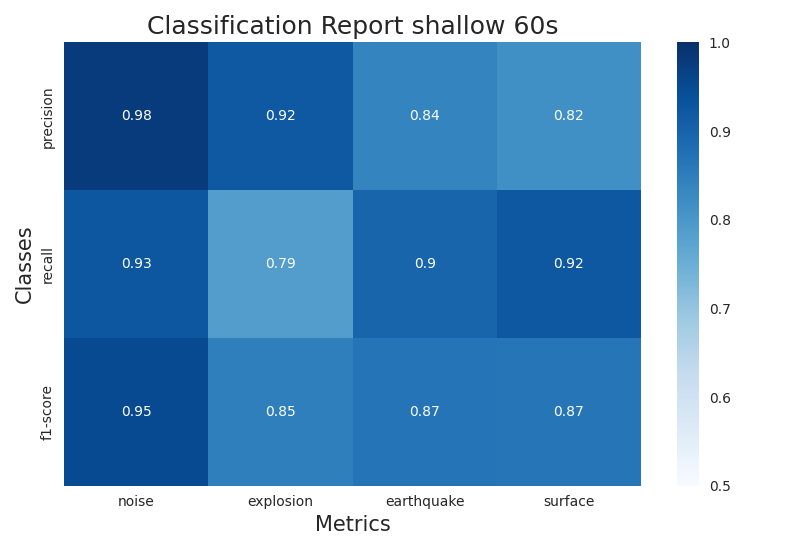 Classification Report shallow 60s
Classes
precision
0.98 0.92 0.84 0.82
recall
0.93 0.79 0.9 0.92
f1-score
0.95 0.85 0.87 0.87
noise explosion earthquake surface
Metrics
1.0
0.9
0.8
0.7
0.6
0.5